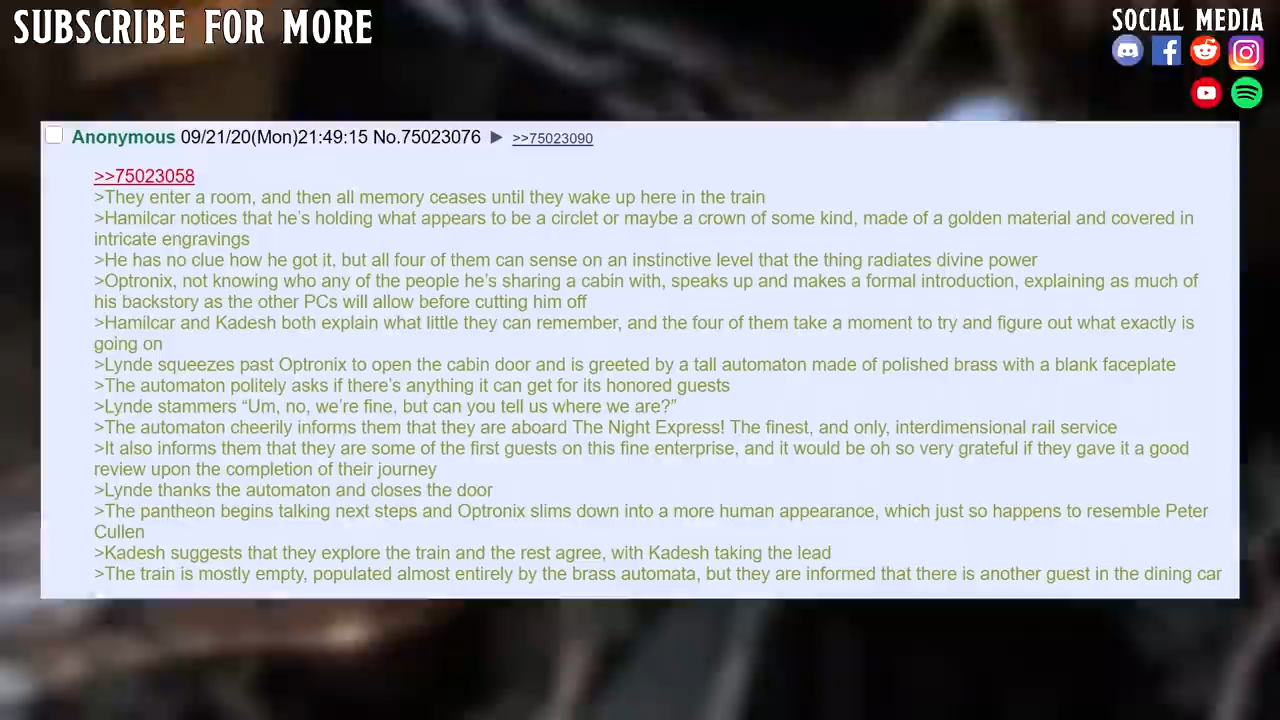 SUBSCRIBE FOR MORE
SOCIAL MEDIA
Anonymous 09/21/20(Mon)21:49:15 No.75023076 ▶ >>75023090
>>75023058
>They enter a room, and then all memory ceases until they wake up here in the train
>Hamilcar notices that he's holding what appears to be a circlet or maybe a crown of some kind, made of a golden material and covered in
intricate engravings
>He has no clue how he got it, but all four of them can sense on an instinctive level that the thing radiates divine power
>Optronix, not knowing who any of the people he's sharing a cabin with, speaks up and makes a formal introduction, explaining as much of
his backstory as the other PCs will allow before cutting him off
>Hamilcar and Kadesh both explain what little they can remember, and the four of them take a moment to try and figure out what exactly is
going on
>Lynde squeezes past Optronix to open the cabin door and is greeted by a tall automaton made of polished brass with a blank faceplate
>The automaton politely asks if there's anything it can get for its honored guests
>Lynde stammers “Um, no, we're fine, but can you tell us where we are?”
>The automaton cheerily informs them that they are aboard The Night Express! The finest, and only, interdimensional rail service
>It also informs them that they are some of the first guests on this fine enterprise, and it would be oh so very grateful if they gave it a good
review upon the completion of their journey
>Lynde thanks the automaton and closes the door
>The pantheon begins talking next steps and Optronix slims down into a more human appearance, which just so happens to resemble Peter
Cullen
>Kadesh suggests that they explore the train and the rest agree, with Kadesh taking the lead
>The train is mostly empty, populated almost entirely by the brass automata, but they are informed that there is another guest in the dining car